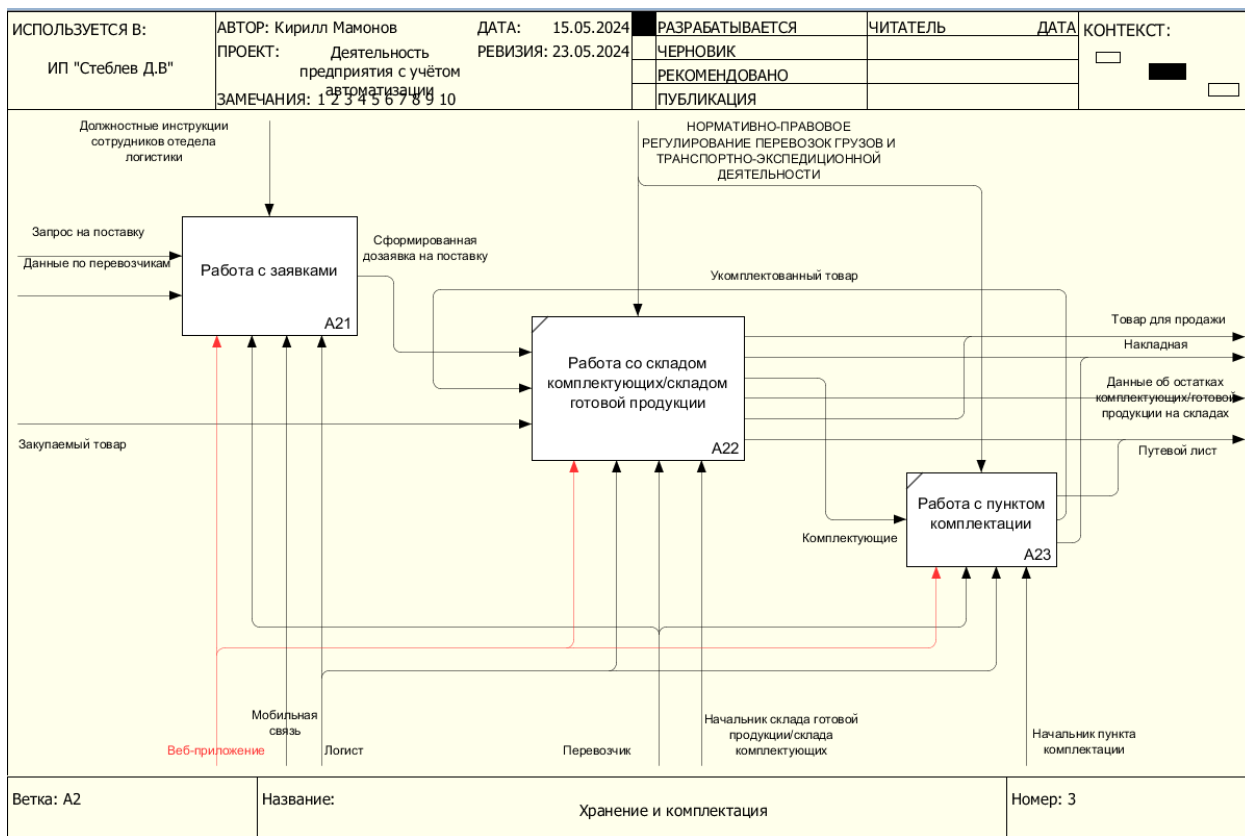 ИСПОЛЬЗУЕТСЯ В:
ИП "Стеблев Д.В"
АВТОР: Кирилл Мамонов
ДАТА: 15.05.2024
ПРОЕКТ: Деятельность
предприятия с учётом
автоматизации
РЕВИЗИЯ: 23.05.2024
ЗАМЕЧАНИЯ: 1 2 3 4 5 6 7 8 9 10
РАЗРАБАТЫВАЕТСЯ
ЧЕРНОВИК
РЕКОМЕНДОВАНО
ПУБЛИКАЦИЯ
ЧИТАТЕЛЬ
ДАТА
КОНТЕКСТ:
Должностные инструкции
сотрудников отедела
логистики
НОРМАТИВНО-ПРАВОВОЕ
РЕГУЛИРОВАНИЕ ПЕРЕВОЗОК ГРУЗОВ И
ТРАНСПОРТНО-ЭКСПЕДИЦИОННОЙ
ДЕЯТЕЛЬНОСТИ
Запрос на поставку
Данные по перевозчикам
Работа с заявками
A21
Сформированная
дозаявка на поставку
Укомплектованный товар
Работа со складом
комплектующих/складом
готовой продукции
A22
Товар для продажи
Накладная
Данные об остатках
комплектующих/готовой
продукции на складах
Путевой лист
Закупаемый товар
Комплектующие
Работа с пунктом
комплектации
A23
Веб-приложение
Мобильная
связь
Логист
Перевозчик
Начальник склада готовой
продукции/склада
комплектующих
Начальник пункта
комплектации
Ветка: A2
Название:
Хранение и комплектация
Номер: 3